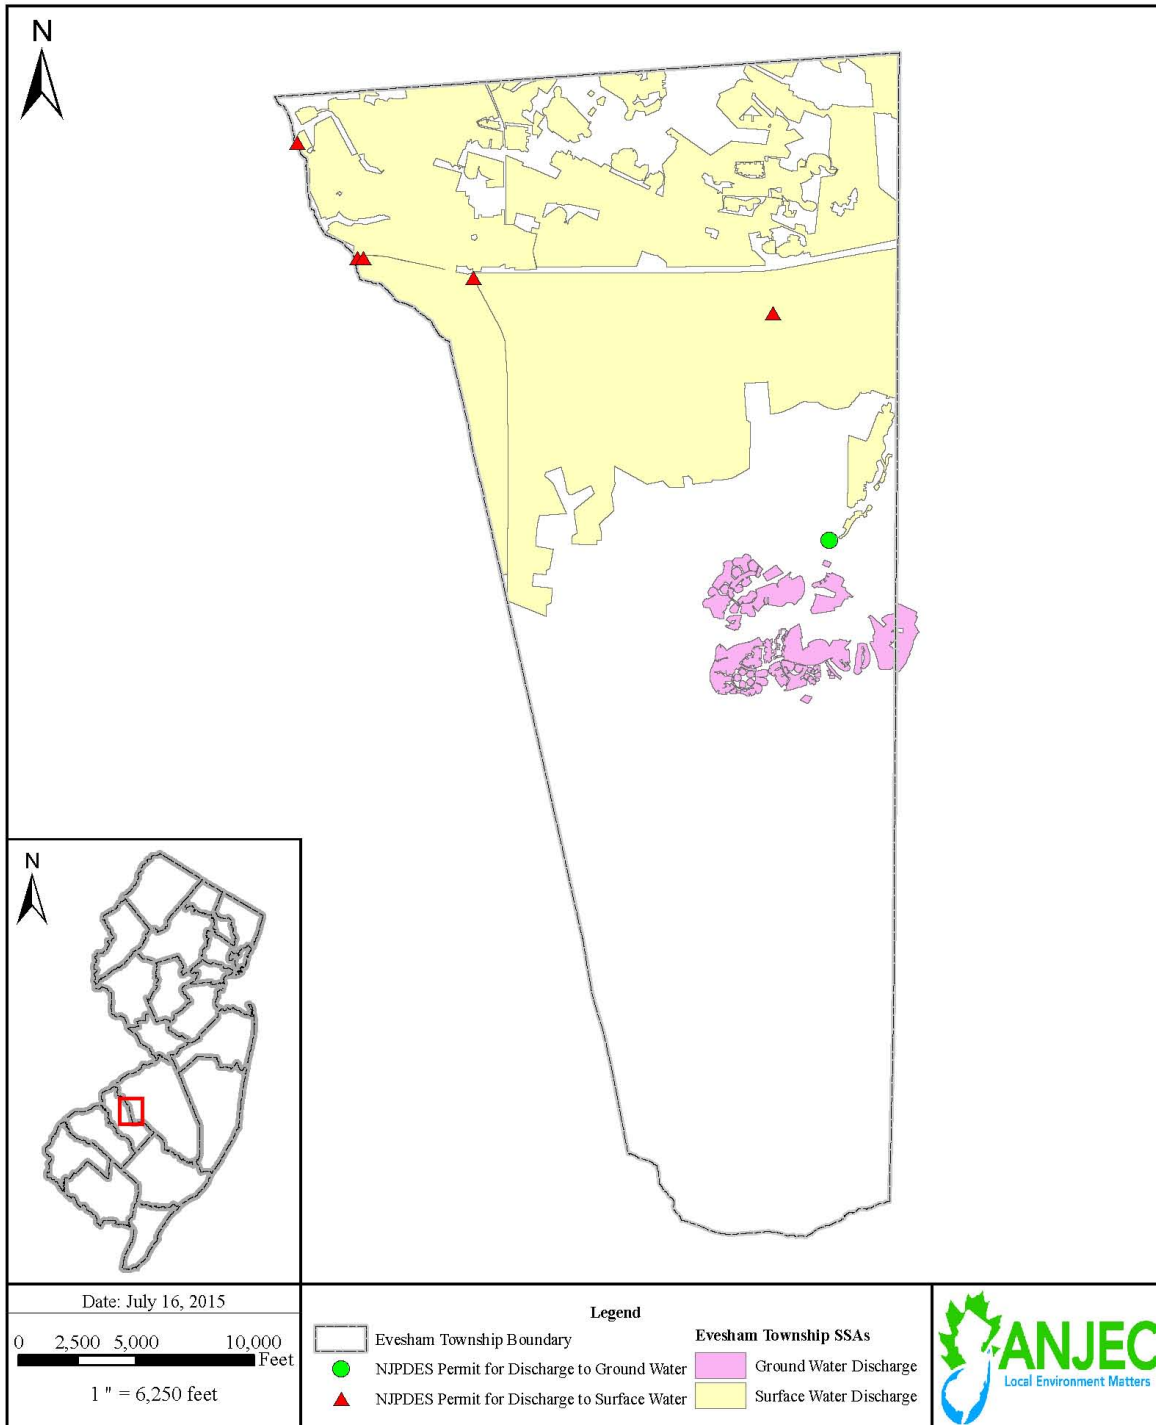 N
N
Date: July 16, 2015
0 2,500 5,000 10,000
Feet
1 " = 6,250 feet
Legend
Evesham Township Boundary
NJPDES Permit for Discharge to Ground Water
NJPDES Permit for Discharge to Surface Water
Evesham Township SSAs
Ground Water Discharge
Surface Water Discharge
ANJEC
Local Environment Matters